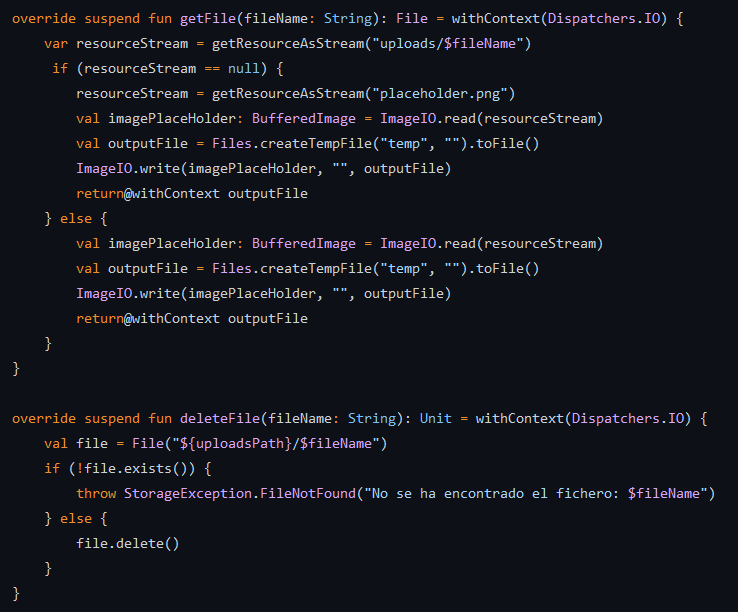 override suspend fun getFile(fileName: String): File = withContext(Dispatchers.IO) {
    var resourceStream = getResourceAsStream("uploads/$fileName")
     if (resourceStream == null) {
        resourceStream = getResourceAsStream("placeholder.png")
        val imagePlaceHolder: BufferedImage = ImageIO.read(resourceStream)
        val outputFile = Files.createTempFile("temp", "").toFile()
        ImageIO.write(imagePlaceHolder, "", outputFile)
        return@withContext outputFile
    } else {
        val imagePlaceHolder: BufferedImage = ImageIO.read(resourceStream)
        val outputFile = Files.createTempFile("temp", "").toFile()
        ImageIO.write(imagePlaceHolder, "", outputFile)
        return@withContext outputFile
    }
}

override suspend fun deleteFile(fileName: String): Unit = withContext(Dispatchers.IO) {
    val file = File("${uploadsPath}/$fileName")
    if (!file.exists()) {
        throw StorageException.FileNotFound("No se ha encontrado el fichero: $fileName")
    } else {
        file.delete()
    }
}